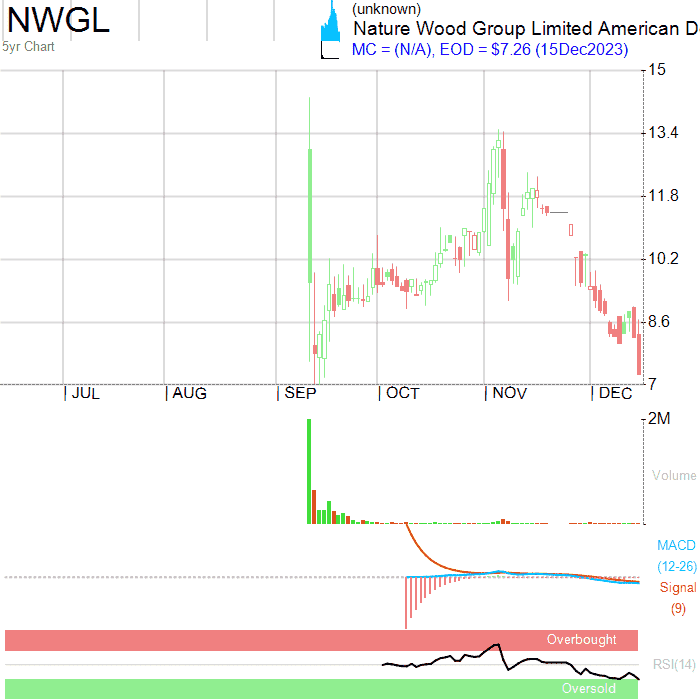 NWGL
5yr Chart
(unknown)
Nature Wood Group Limited American D
MC = (N/A), EOD = $7.26 (15Dec2023)
15
13.4
11.8
10.2
8.6
7
JUL AUG SEP OCT NOV DEC
2M
Volume
MACD
(12-26)
Signal
(9)
Overbought
RSI(14)
Oversold